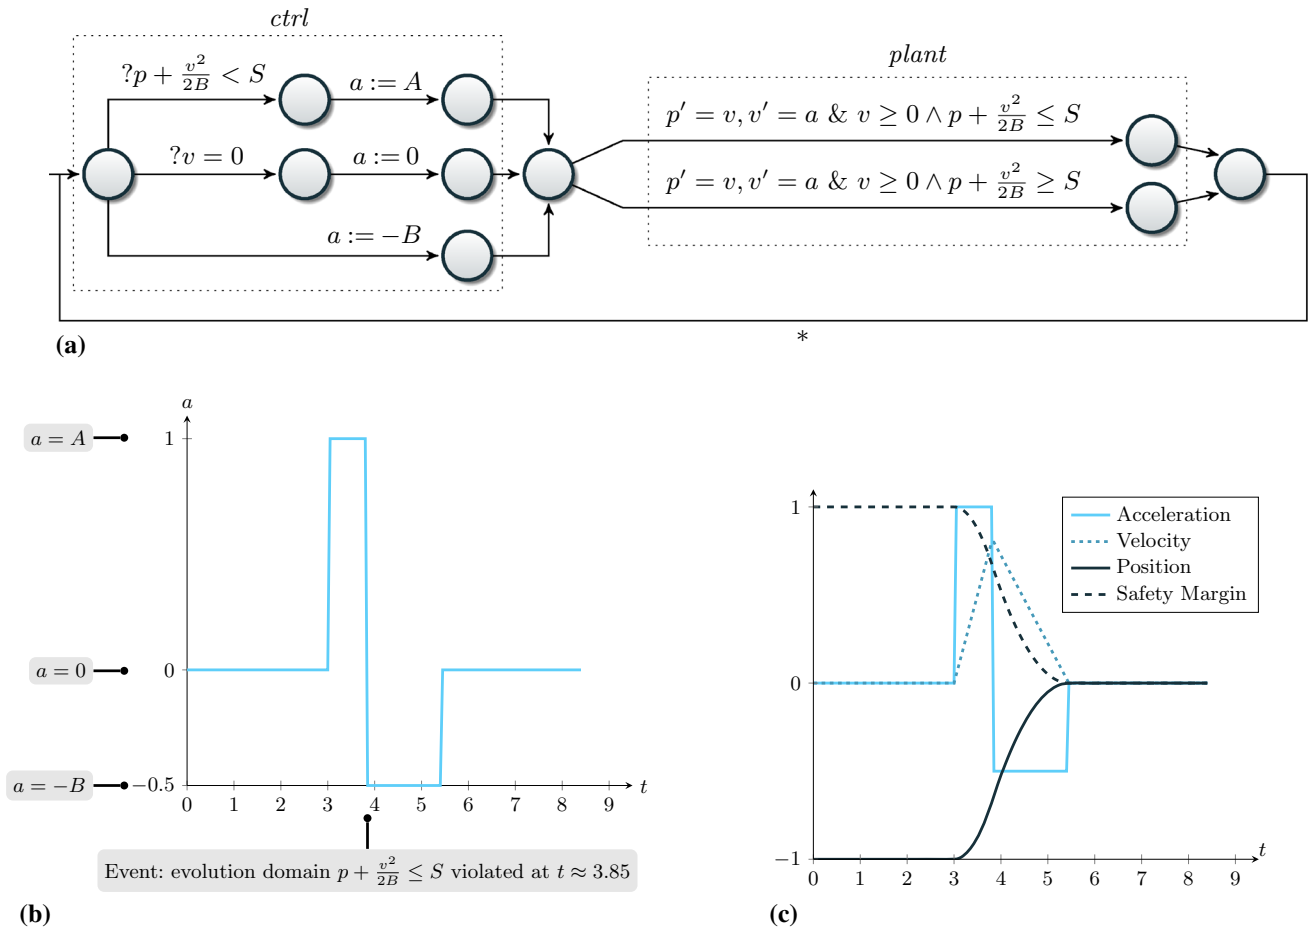 ctrl
?p + v²/2B < S
a := A
?v = 0
a := 0
a := −B
plant
p′ = v, v′ = a & v ≥ 0 ∧ p + v²/2B ≤ S
p′ = v, v′ = a & v ≥ 0 ∧ p + v²/2B ≥ S
*
(a)
a
a = A
1
a = 0
0
a = −B
−0.5
0 1 2 3 4 5 6 7 8 9
t
Event: evolution domain p + v²/2B ≤ S violated at t ≈ 3.85
(b)
1
0
−1
0 1 2 3 4 5 6 7 8 9
t
Acceleration
Velocity
Position
Safety Margin
(c)